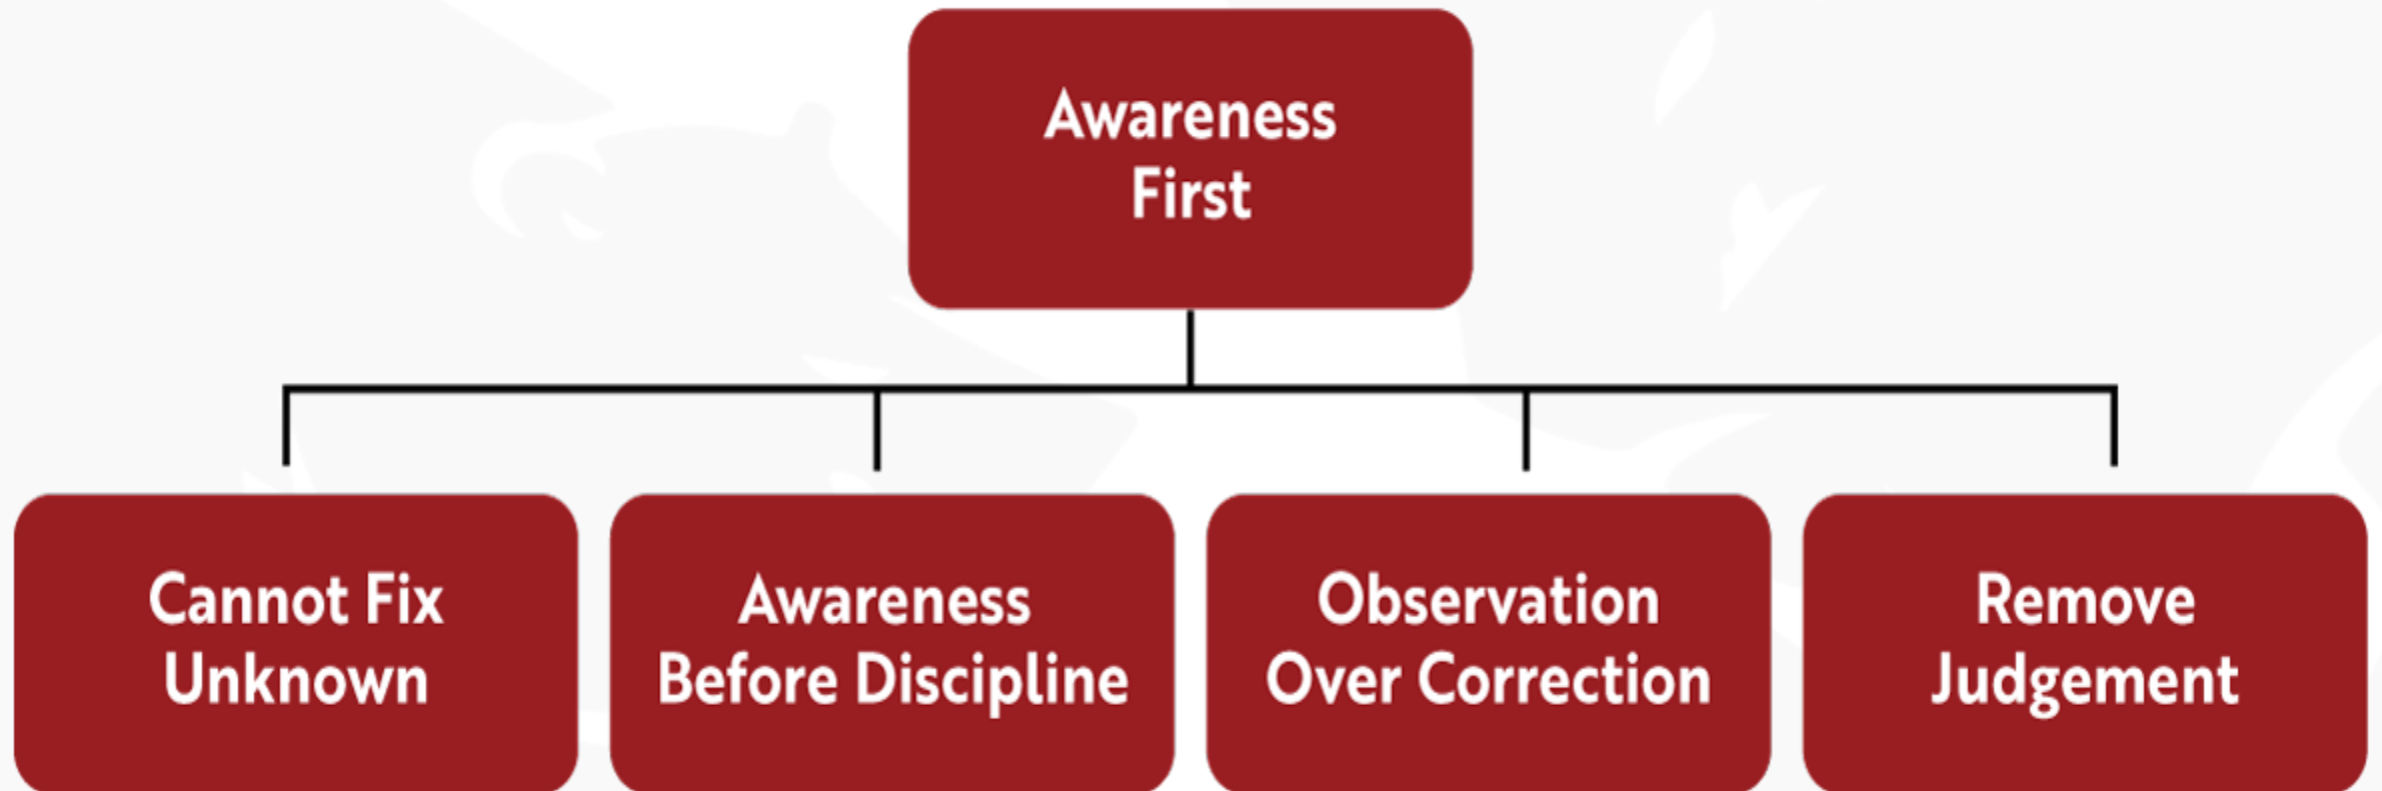 Awareness
First
Cannot Fix
Unknown
Awareness
Before Discipline
Observation
Over Correction
Remove
Judgement